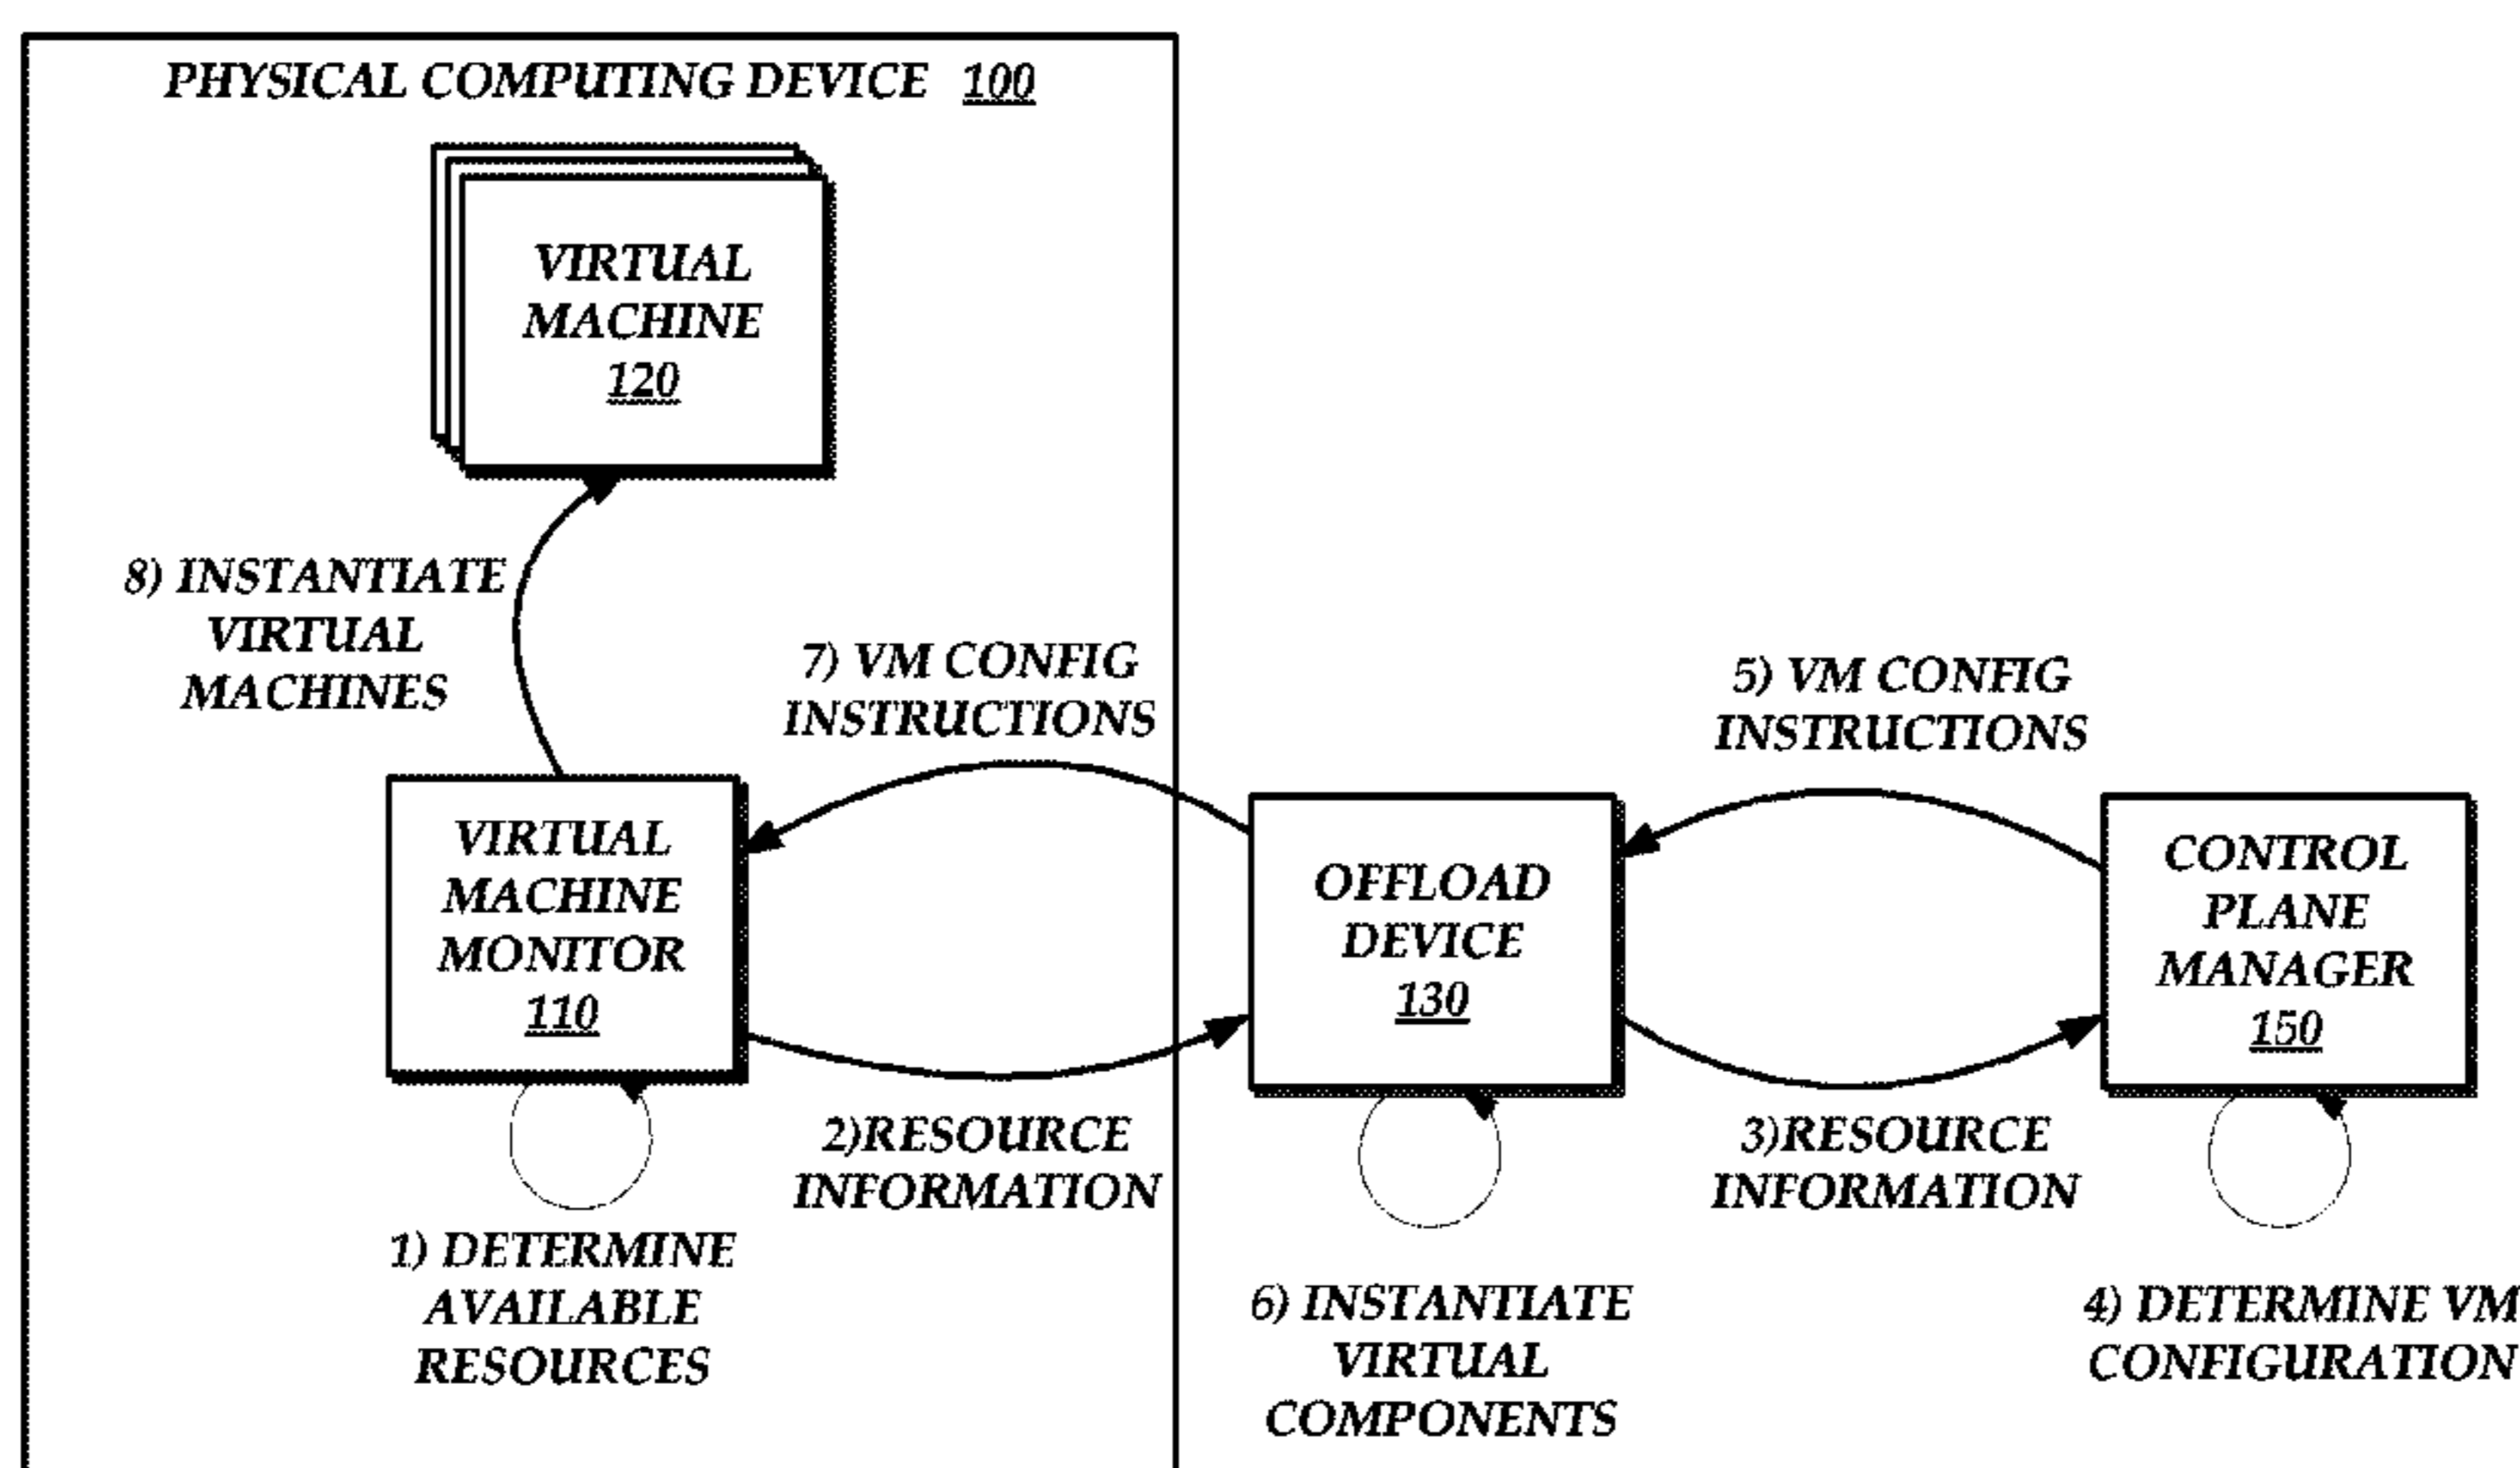 PHYSICAL COMPUTING DEVICE 100
VIRTUAL
MACHINE
120
8) INSTANTIATE
VIRTUAL
MACHINES
7) VM CONFIG
INSTRUCTIONS
5) VM CONFIG
INSTRUCTIONS
VIRTUAL
MACHINE
MONITOR
110
OFFLOAD
DEVICE
130
CONTROL
PLANE
MANAGER
150
2)RESOURCE
INFORMATION
3)RESOURCE
INFORMATION
1) DETERMINE
AVAILABLE
RESOURCES
6) INSTANTIATE
VIRTUAL
COMPONENTS
4) DETERMINE VM
CONFIGURATION